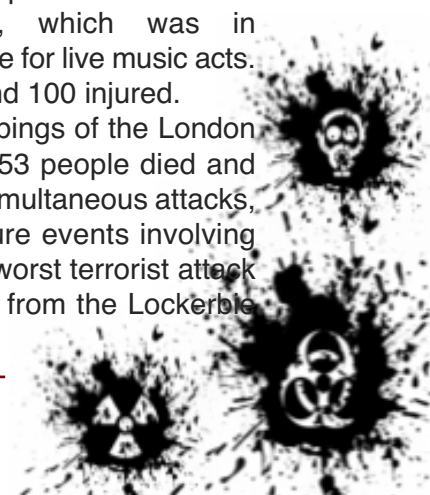 , which was in
e for live music acts.
nd 100 injured.
bings of the London
53 people died and
multaneous attacks,
ure events involving
worst terrorist attack
from the Lockerbie